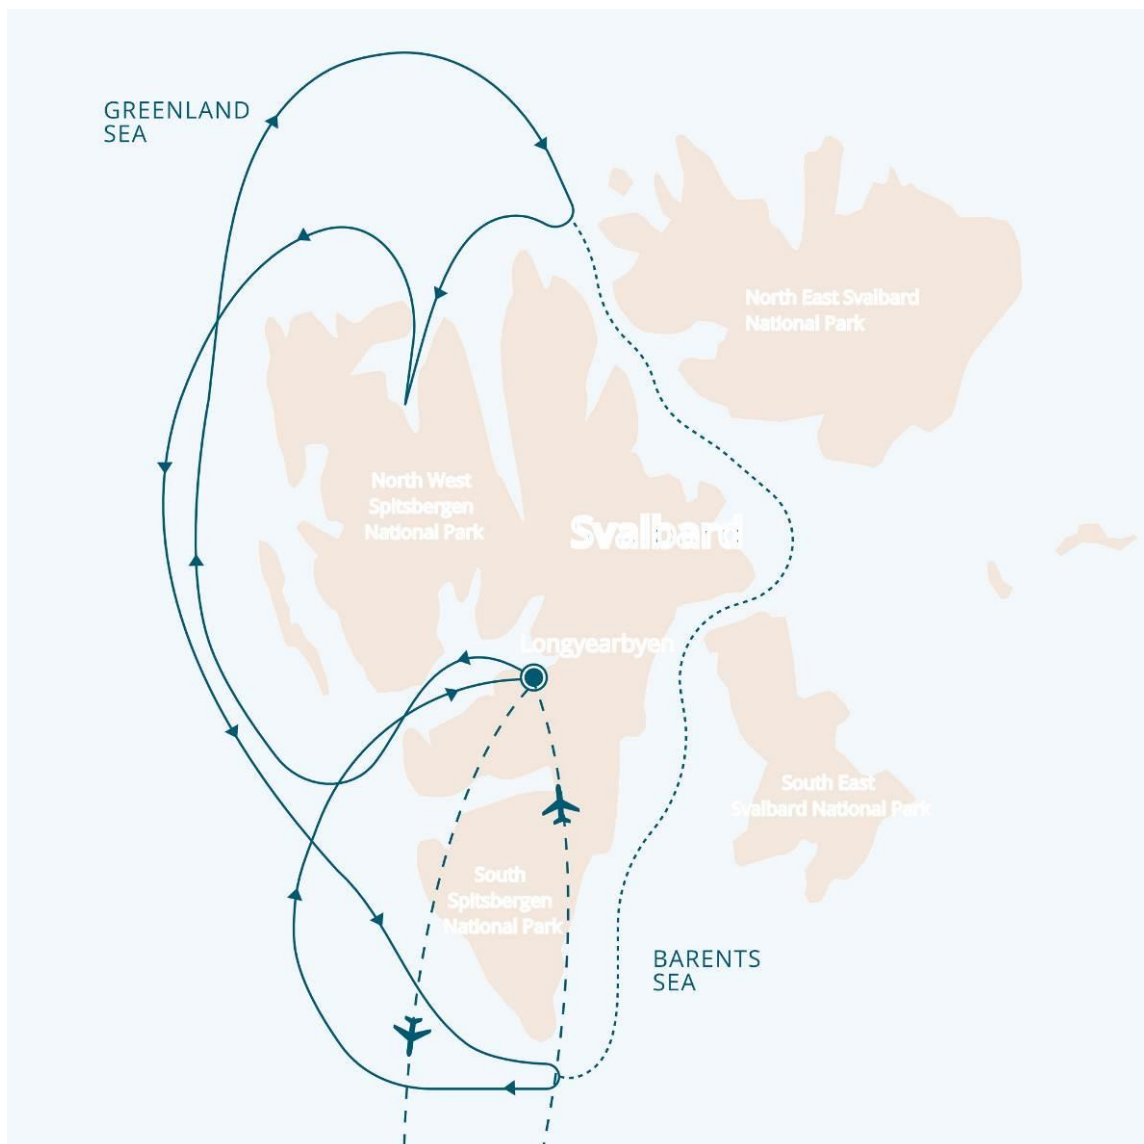 GREENLAND
SEA
North East Svalbard
National Park
North West
Spitsbergen
National Park
Svalbard
Longyearbyen
South East
Svalbard National Park
South
Spitsbergen
National Park
BARENTS
SEA